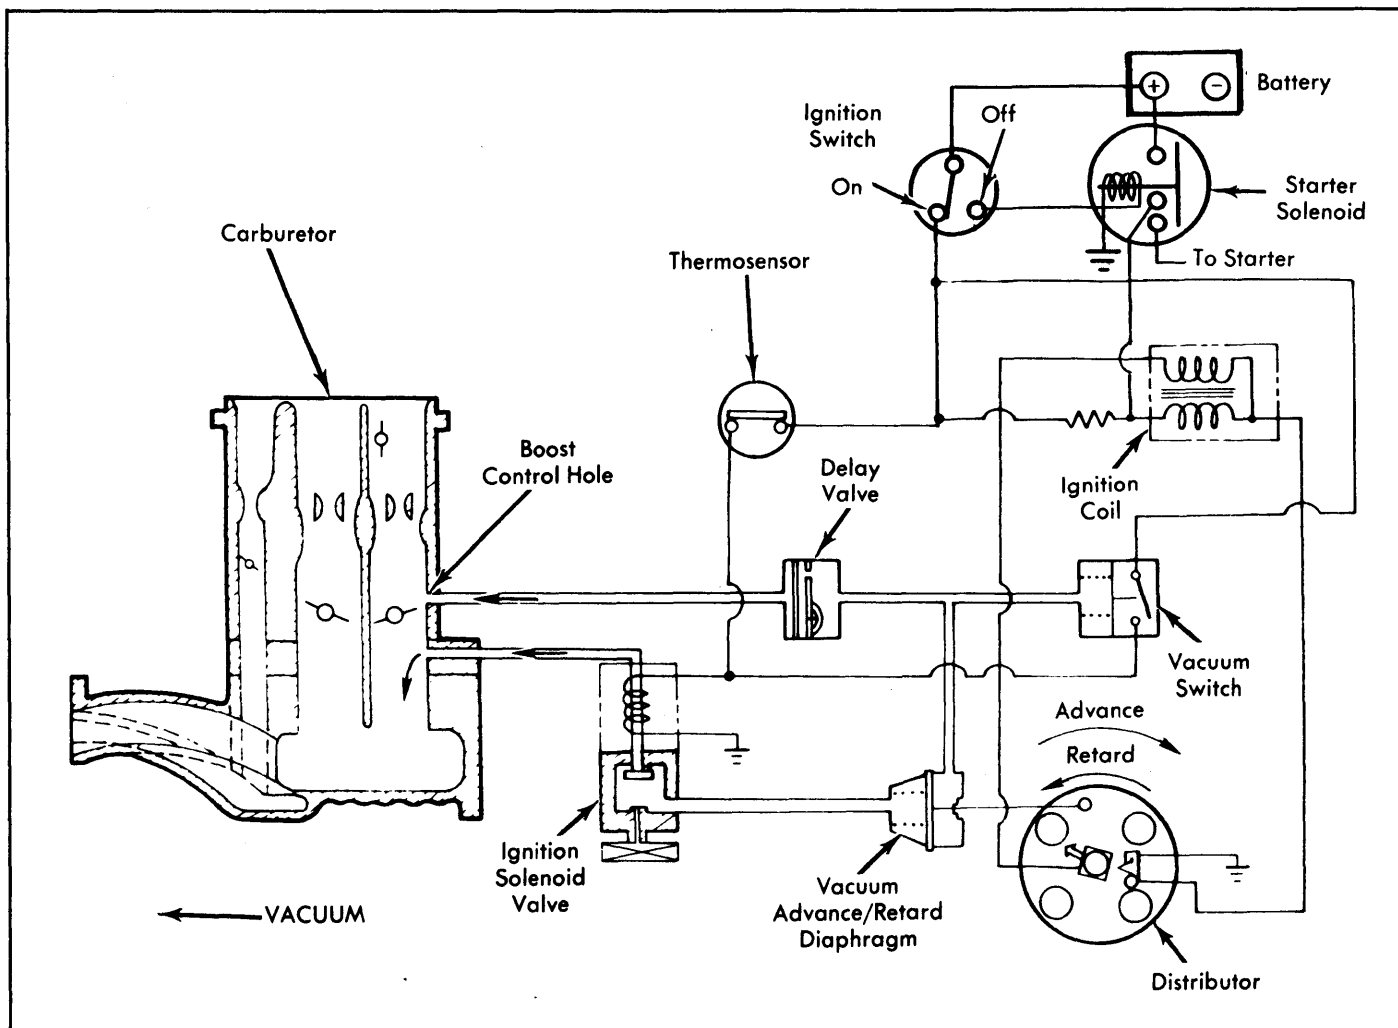 Battery
+
−
Ignition
Switch
Off
On
Starter
Solenoid
To Starter
Carburetor
Thermosensor
Boost
Control Hole
Delay
Valve
Ignition
Coil
Vacuum
Switch
Advance
Retard
Ignition
Solenoid
Valve
Vacuum
Advance/Retard
Diaphragm
VACUUM
Distributor